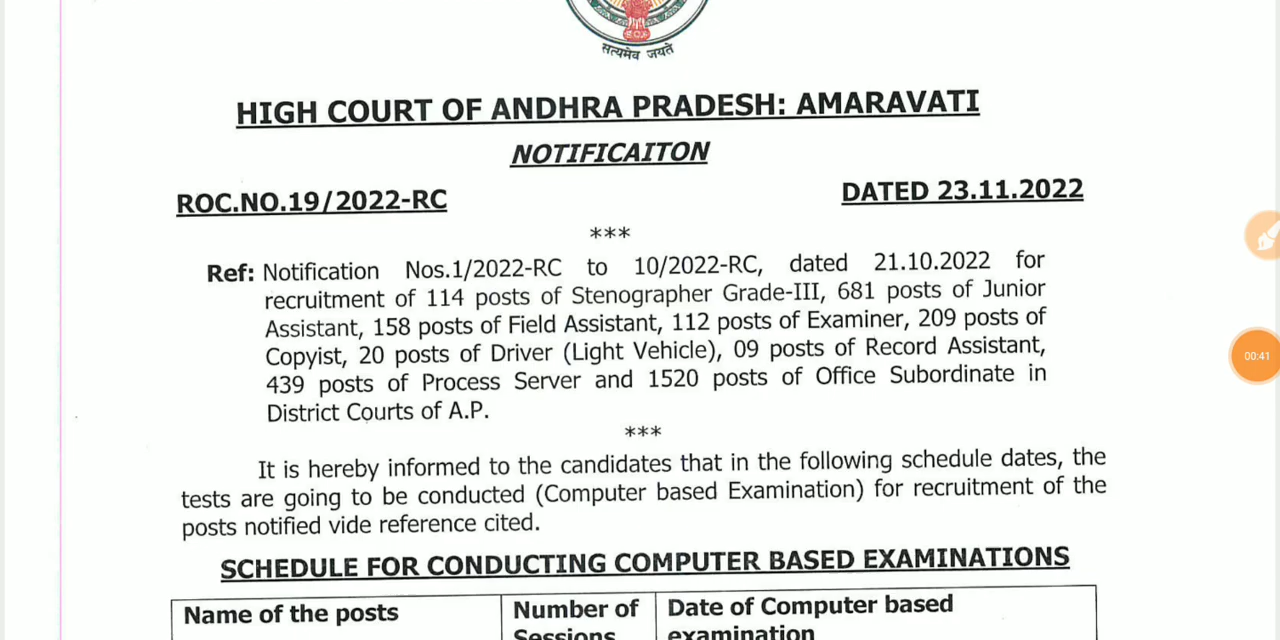 सत्यमेव जयते
HIGH COURT OF ANDHRA PRADESH: AMARAVATI
NOTIFICAITON
ROC.NO.19/2022-RC DATED 23.11.2022
***
Ref: Notification Nos.1/2022-RC to 10/2022-RC, dated 21.10.2022 for
recruitment of 114 posts of Stenographer Grade-III, 681 posts of Junior
Assistant, 158 posts of Field Assistant, 112 posts of Examiner, 209 posts of
Copyist, 20 posts of Driver (Light Vehicle), 09 posts of Record Assistant,
439 posts of Process Server and 1520 posts of Office Subordinate in
District Courts of A.P.
***
It is hereby informed to the candidates that in the following schedule dates, the
tests are going to be conducted (Computer based Examination) for recruitment of the
posts notified vide reference cited.
SCHEDULE FOR CONDUCTING COMPUTER BASED EXAMINATIONS
Name of the posts
Number of
Sessions
Date of Computer based
examination
00:41